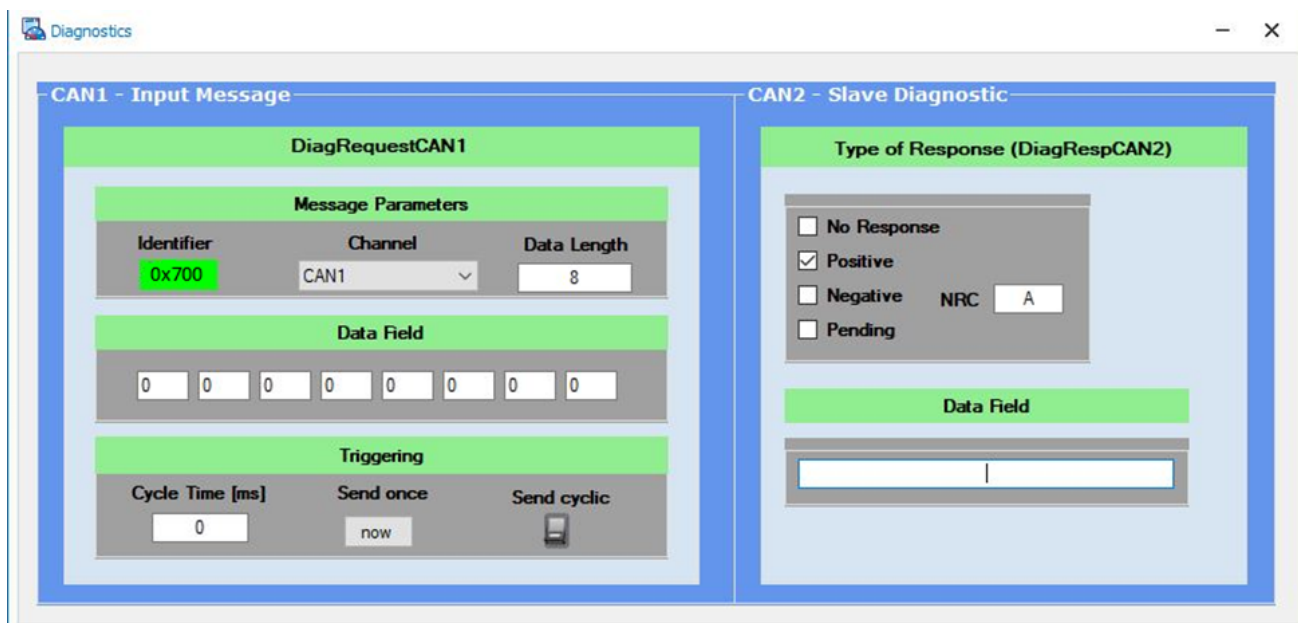 Diagnostics
CAN1 - Input Message
DiagRequestCAN1
Message Parameters
Identifier Channel Data Length
0x700 CAN1 8
Data Field
0 0 0 0 0 0 0 0
Triggering
Cycle Time [ms] Send once Send cyclic
0 now
CAN2 - Slave Diagnostic
Type of Response (DiagRespCAN2)
No Response
Positive
Negative NRC A
Pending
Data Field